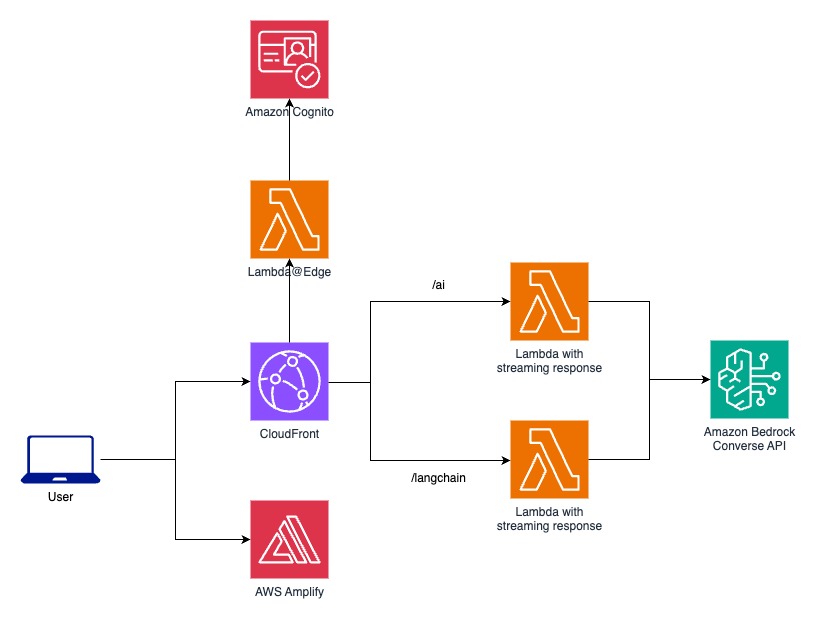 Amazon Cognito
Lambda@Edge
/ai
Lambda with
streaming response
CloudFront
Amazon Bedrock
Converse API
User
/langchain
Lambda with
streaming response
AWS Amplify